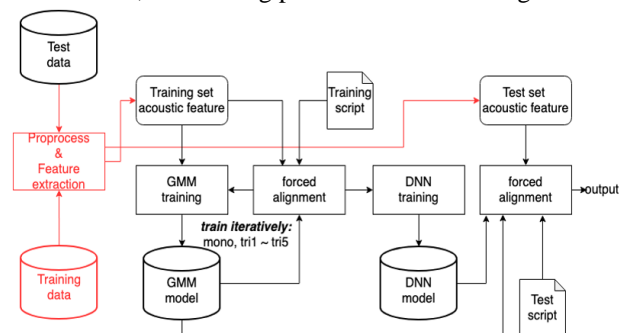 Test
data
Training set
acoustic feature
Training
script
Test set
acoustic feature
Proprocess
&
Feature
extraction
GMM
training
forced
alignment
DNN
training
forced
alignment
output
train iteratively:
mono, tri1 ~ tri5
Training
data
GMM
model
DNN
model
Test
script